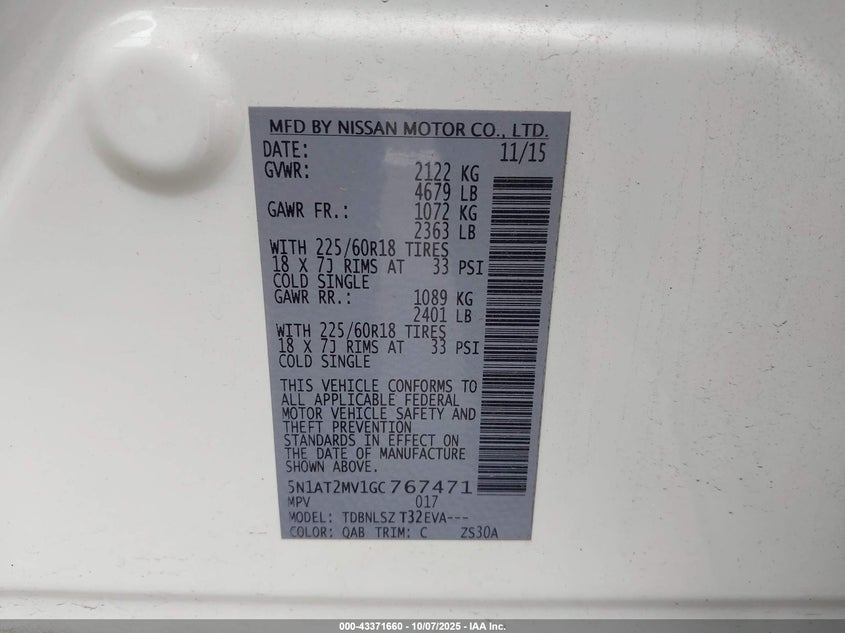 MFD BY NISSAN MOTOR CO., LTD.
DATE: 11/15
GVWR: 2122 KG
4679 LB
GAWR FR.: 1072 KG
2363 LB
WITH 225/60R18 TIRES
18 X 7J RIMS AT 33 PSI
COLD SINGLE
GAWR RR.: 1089 KG
2401 LB
WITH 225/60R18 TIRES
18 X 7J RIMS AT 33 PSI
COLD SINGLE
THIS VEHICLE CONFORMS TO
ALL APPLICABLE FEDERAL
MOTOR VEHICLE SAFETY AND
THEFT PREVENTION
STANDARDS IN EFFECT ON
THE DATE OF MANUFACTURE
SHOWN ABOVE.
5N1AT2MV1GC767471
MPV 017
MODEL: TDBNLSZ T32EVA---
COLOR: QAB TRIM: C ZS30A
000-43371660 - 10/07/2025 - IAA Inc.